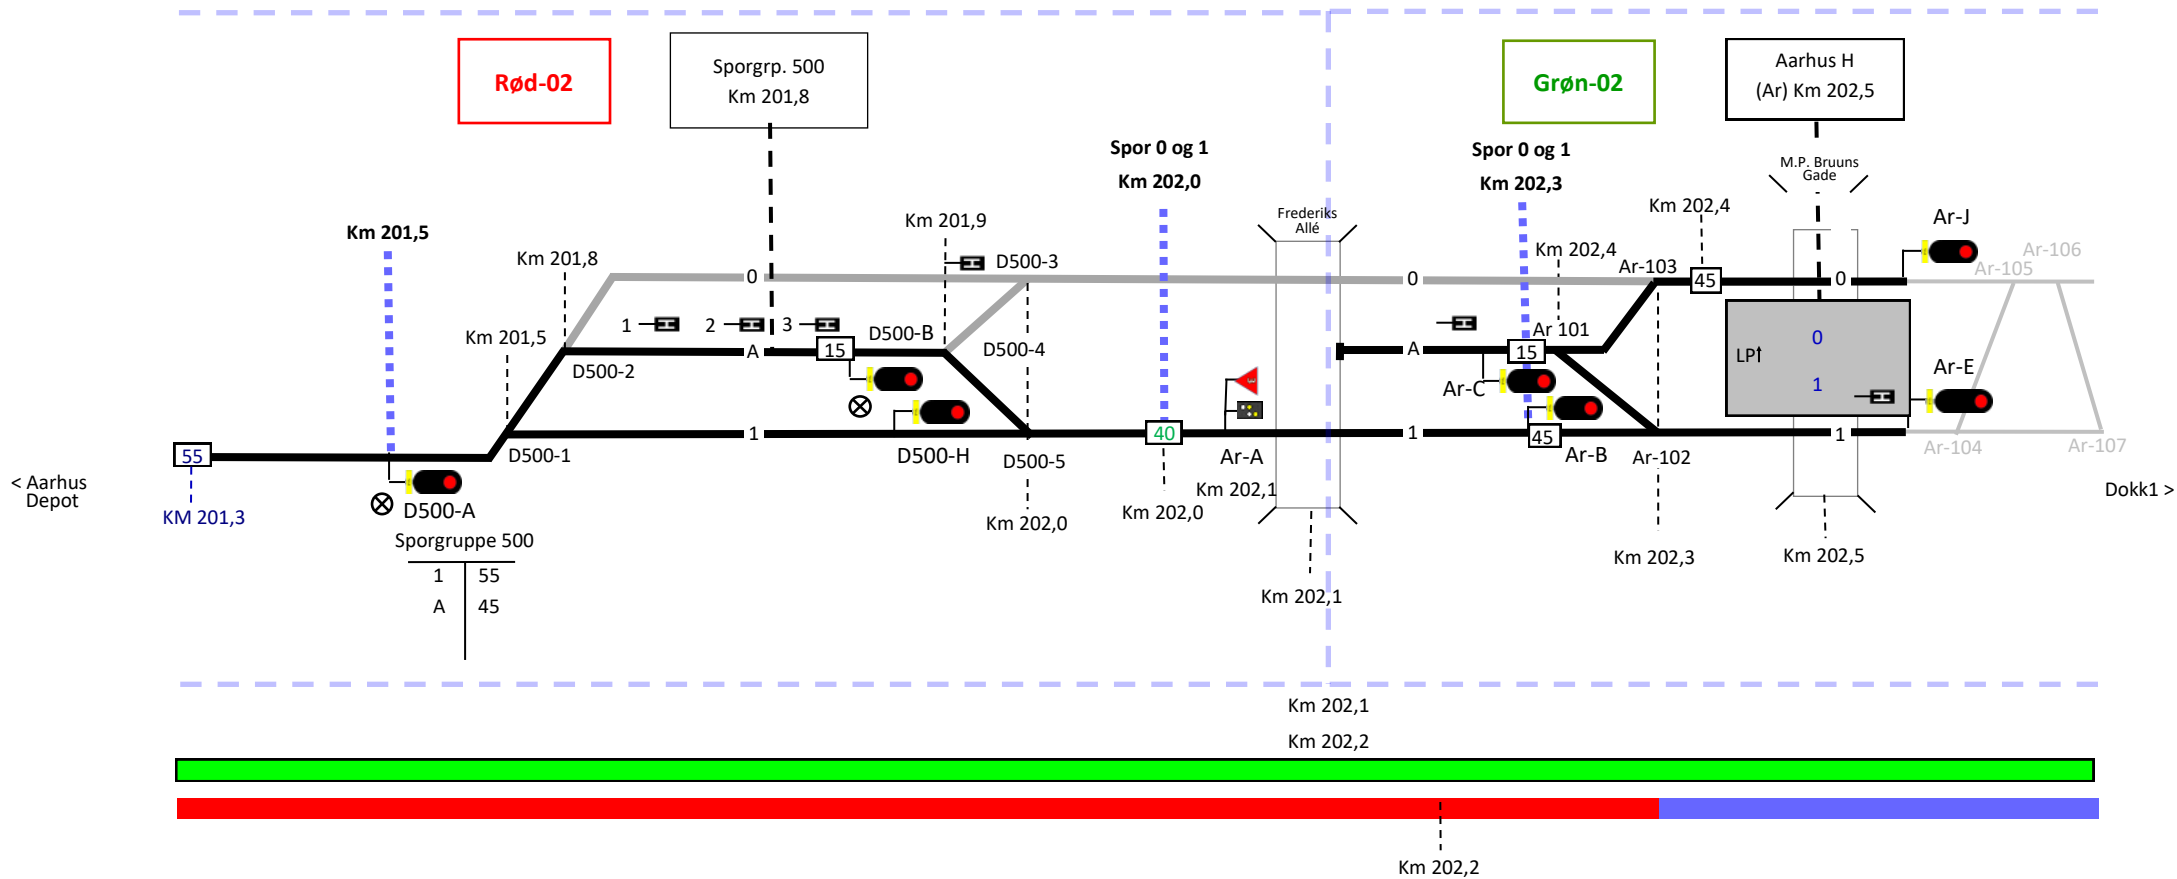 Rød-02
Sporgrp. 500
Km 201,8
Grøn-02
Aarhus H
(Ar) Km 202,5
Spor 0 og 1
Km 202,0
Spor 0 og 1
Km 202,3
M.P. Bruuns
Gade
Km 201,5
Km 201,8
Km 201,9
Frederiks
Allé
Km 202,4
Km 202,4
Ar-J
D500-3
0
0
Ar-103
45
0
Ar-105
Ar-106
Km 201,5
1
2
3
D500-B
D500-4
Ar 101
0
D500-2
A
15
A
15
LP↑
1
Ar-C
Ar-E
D500-1
1
D500-H
D500-5
40
3
Ar-A
1
45
Ar-B
Ar-102
1
Ar-104
Ar-107
55
< Aarhus
Depot
KM 201,3
D500-A
Km 202,0
Km 202,0
Km 202,1
Dokk1 >
Sporgruppe 500
1 55
A 45
Km 202,3
Km 202,5
Km 202,1
Km 202,1
Km 202,2
Km 202,2